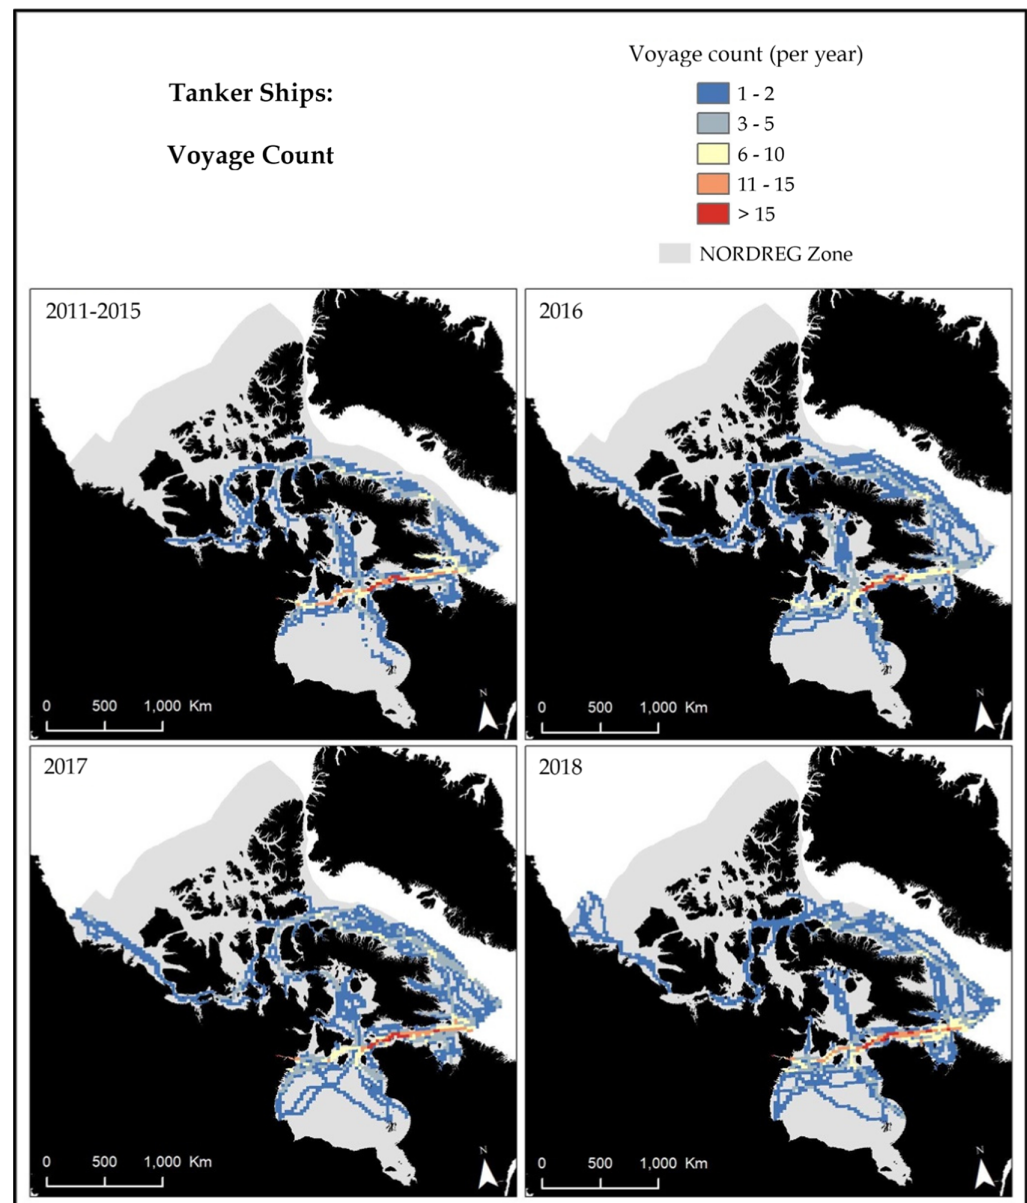 Tanker Ships:
Voyage Count
Voyage count (per year)
1 - 2
3 - 5
6 - 10
11 - 15
> 15
NORDREG Zone
2011-2015
0 500 1,000 Km
N
2016
0 500 1,000 Km
N
2017
0 500 1,000 Km
N
2018
0 500 1,000 Km
N